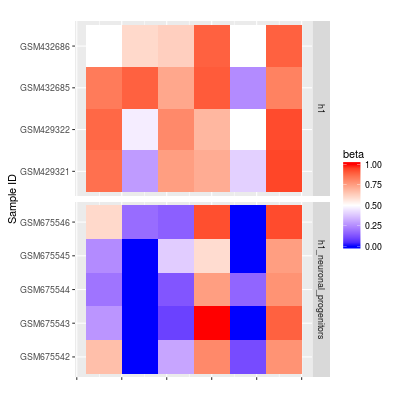 Sample ID
GSM432686
GSM432685
GSM429322
GSM429321
h1
GSM675546
GSM675545
GSM675544
GSM675543
GSM675542
h1_neuronal_progenitors
beta
1.00
0.75
0.50
0.25
0.00